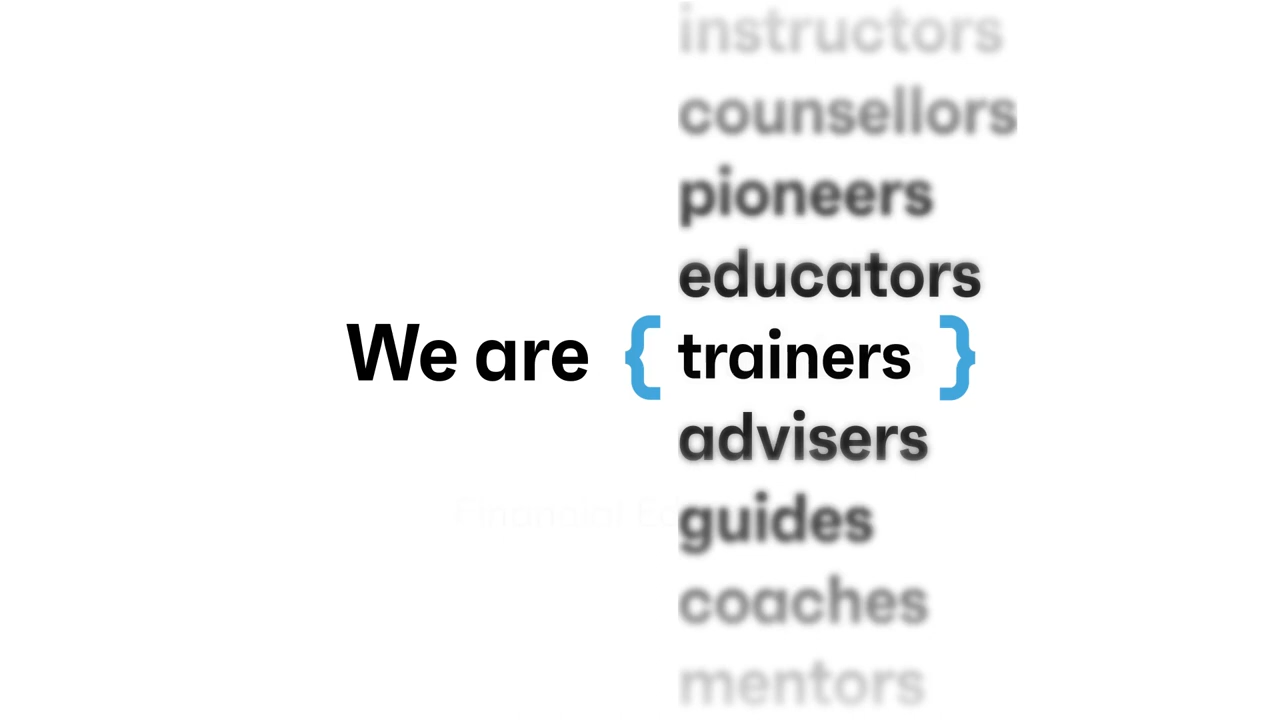 instructors
counsellors
pioneers
educators
We are { trainers }
advisers
guides
coaches
mentors